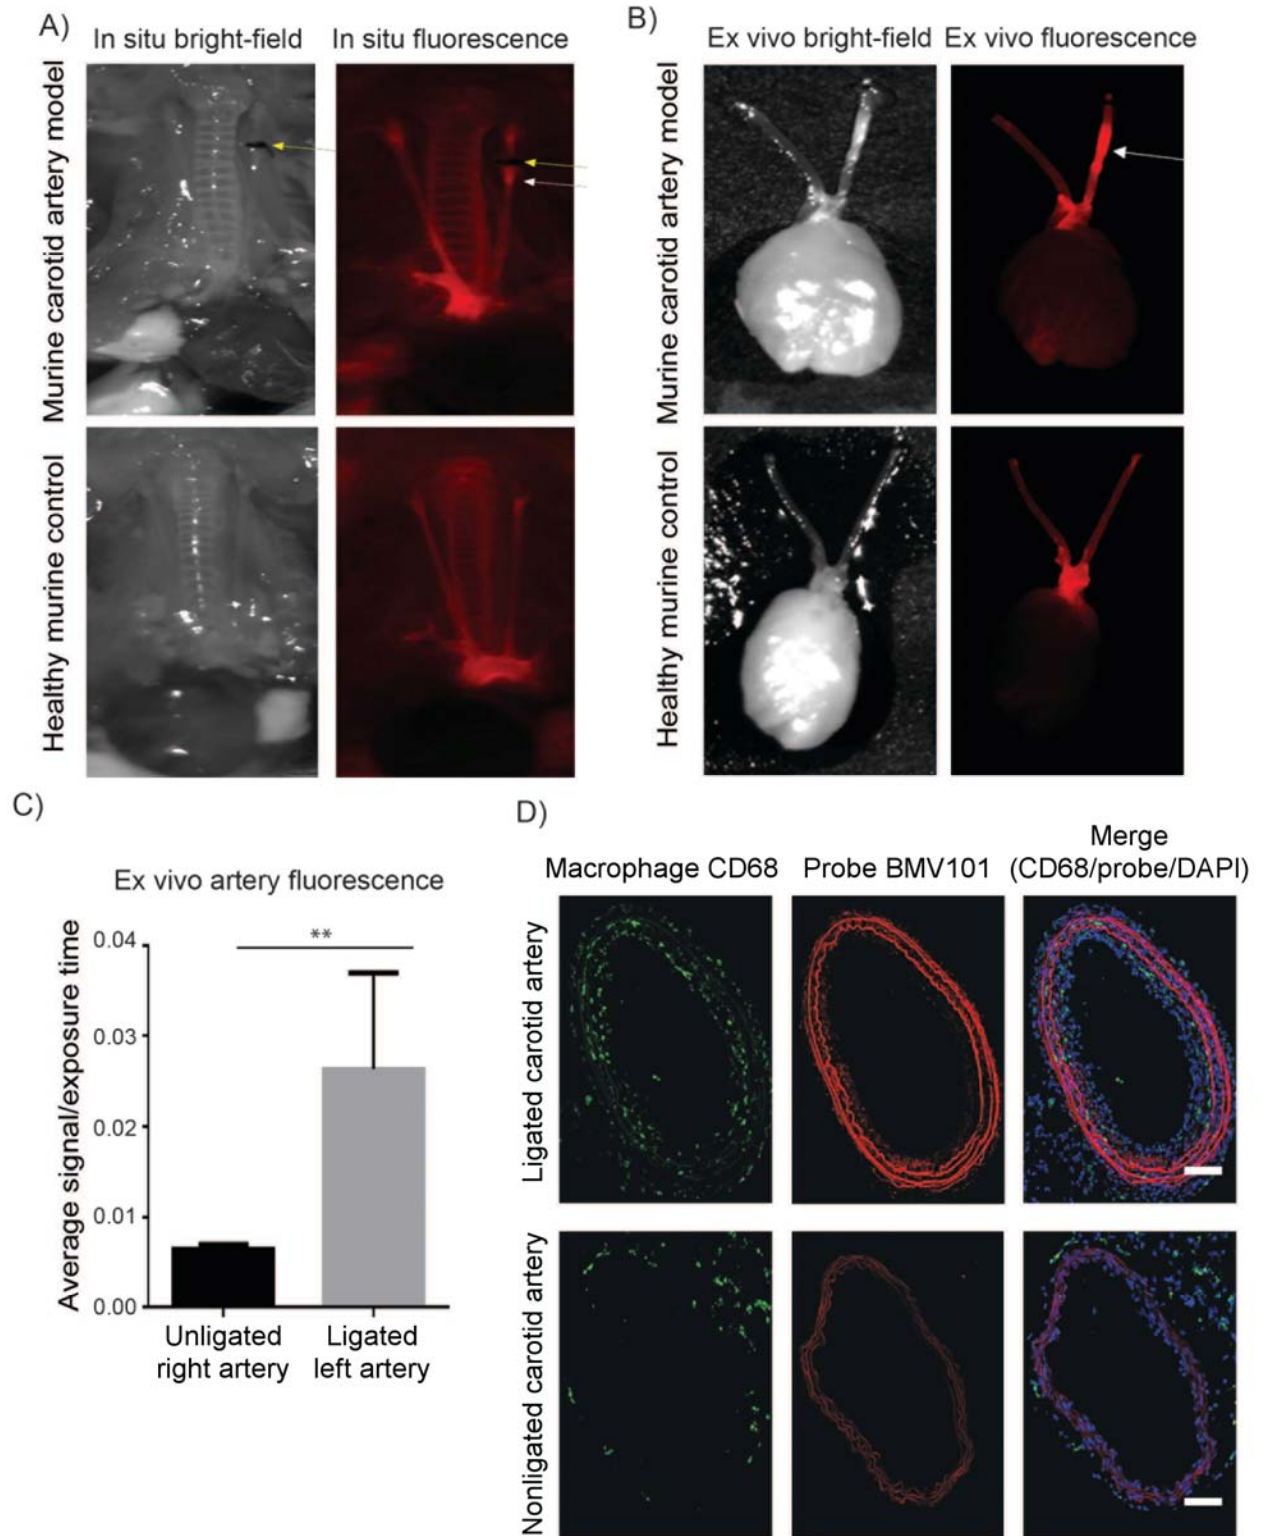 A)
In situ bright-field
In situ fluorescence
Murine carotid artery model
Healthy murine control
B)
Ex vivo bright-field
Ex vivo fluorescence
Murine carotid artery model
Healthy murine control
C)
Ex vivo artery fluorescence
Average signal/exposure time
0.04
0.03
0.02
0.01
0.00
**
Unligated
right artery
Ligated
left artery
D)
Macrophage CD68
Probe BMV101
Merge
(CD68/probe/DAPI)
Ligated carotid artery
Nonligated carotid artery